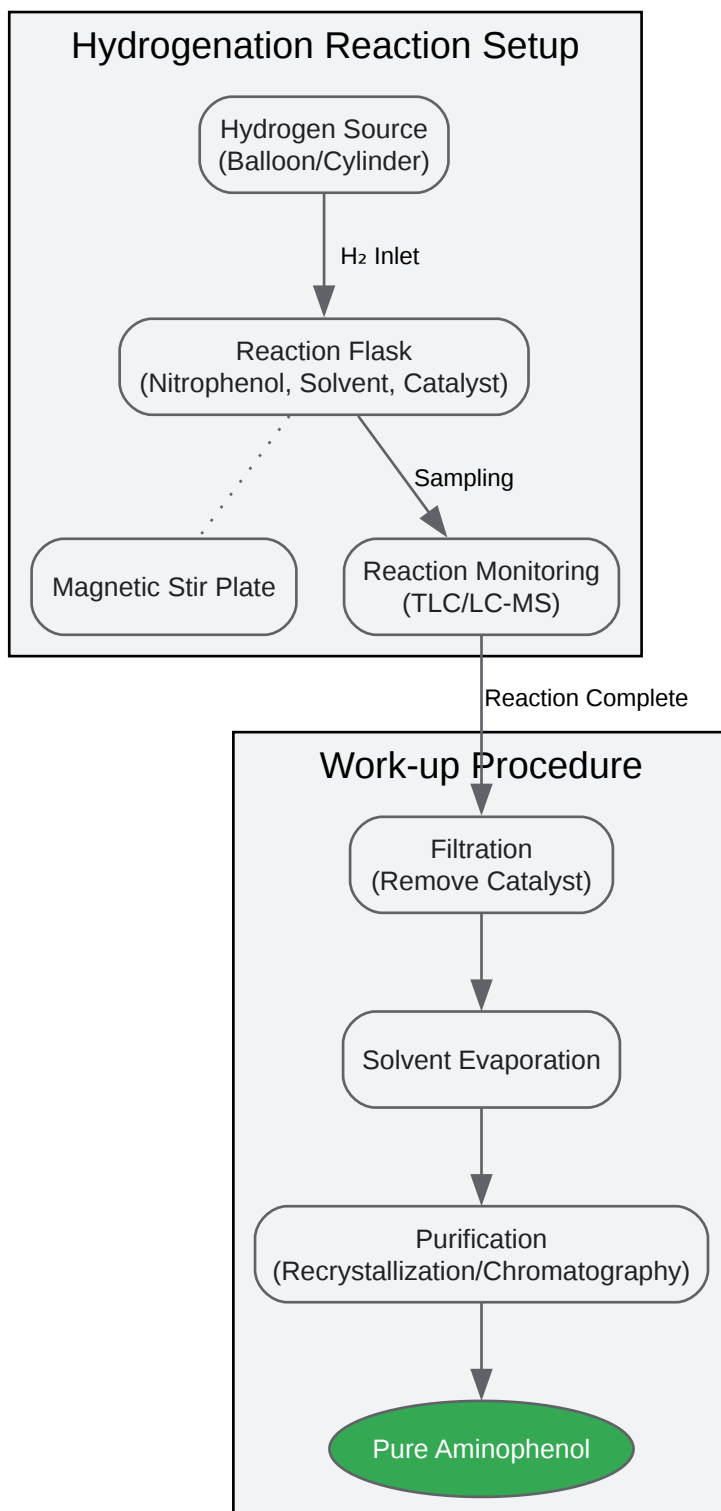 Hydrogenation Reaction Setup
Hydrogen Source
(Balloon/Cylinder)
H₂ Inlet
Reaction Flask
(Nitrophenol, Solvent, Catalyst)
Sampling
Magnetic Stir Plate
Reaction Monitoring
(TLC/LC-MS)
Reaction Complete
Work-up Procedure
Filtration
(Remove Catalyst)
Solvent Evaporation
Purification
(Recrystallization/Chromatography)
Pure Aminophenol